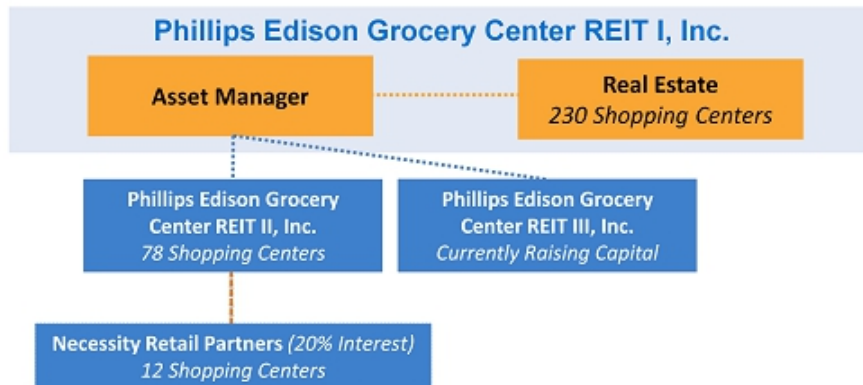 Phillips Edison Grocery Center REIT I, Inc.
Asset Manager
Real Estate
230 Shopping Centers
Phillips Edison Grocery
Center REIT II, Inc.
78 Shopping Centers
Phillips Edison Grocery
Center REIT III, Inc.
Currently Raising Capital
Necessity Retail Partners (20% Interest)
12 Shopping Centers